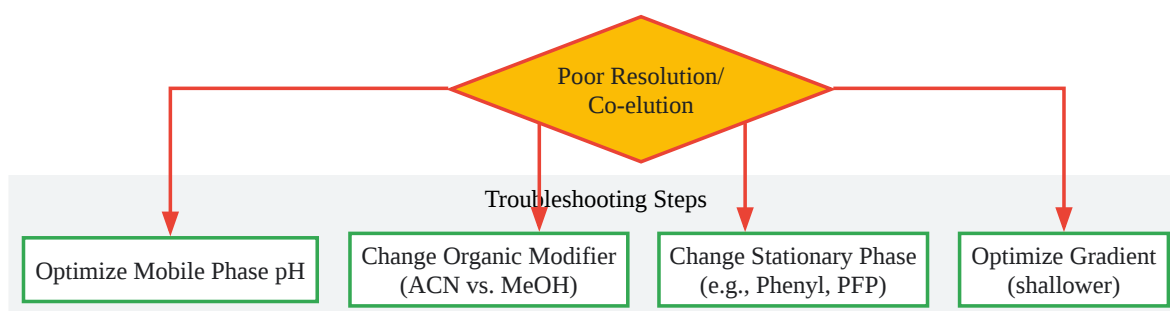 Poor Resolution/
Co-elution
Troubleshooting Steps
Optimize Mobile Phase pH
Change Organic Modifier
(ACN vs. MeOH)
Change Stationary Phase
(e.g., Phenyl, PFP)
Optimize Gradient
(shallower)